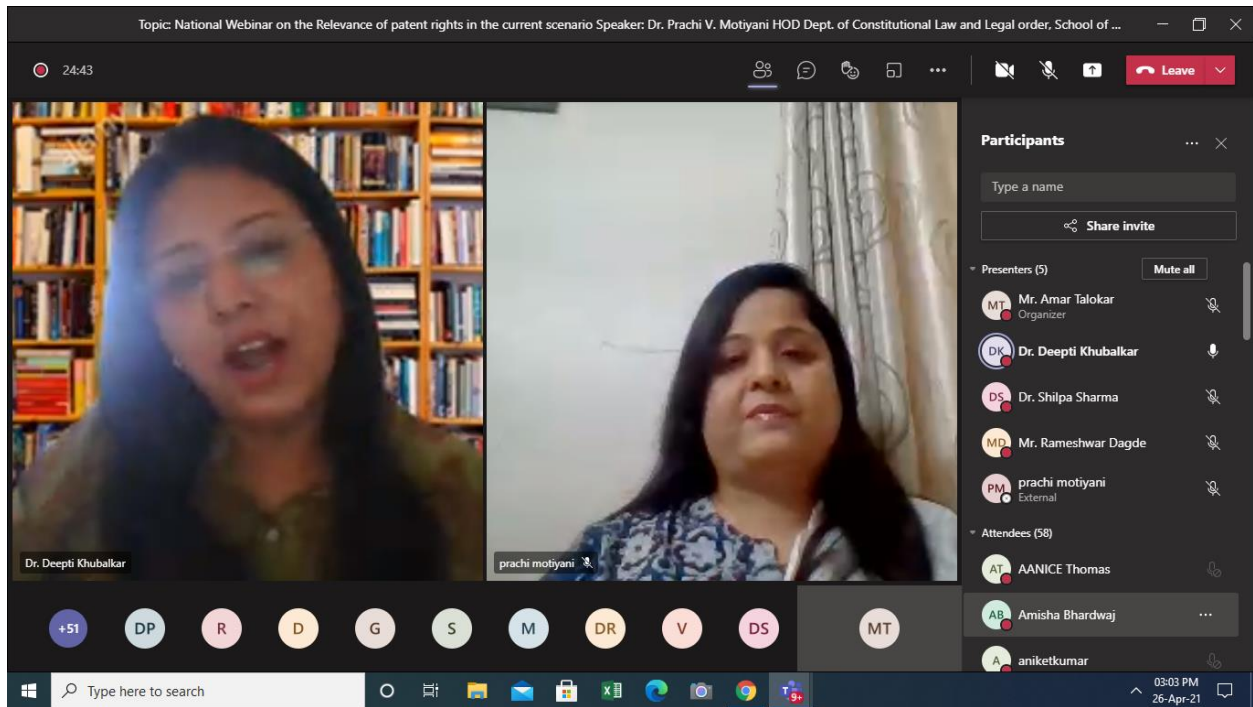 Topic: National Webinar on the Relevance of patent rights in the current scenario Speaker: Dr. Prachi V. Motiyani HOD Dept. of Constitutional Law and Legal order, School of ...
24:43
Leave
Dr. Deepti Khubalkar
prachi motiyani
+51
DP
R
D
G
S
M
DR
V
DS
MT
Participants
Type a name
Share invite
Presenters (5)
Mute all
MT
Mr. Amar Talokar
Organizer
DK
Dr. Deepti Khubalkar
DS
Dr. Shilpa Sharma
MD
Mr. Rameshwar Dagde
PM
prachi motiyani
External
Attendees (58)
AT
AANICE Thomas
AB
Amisha Bhardwaj
A
aniketkumar
Type here to search
9+
03:03 PM
26-Apr-21